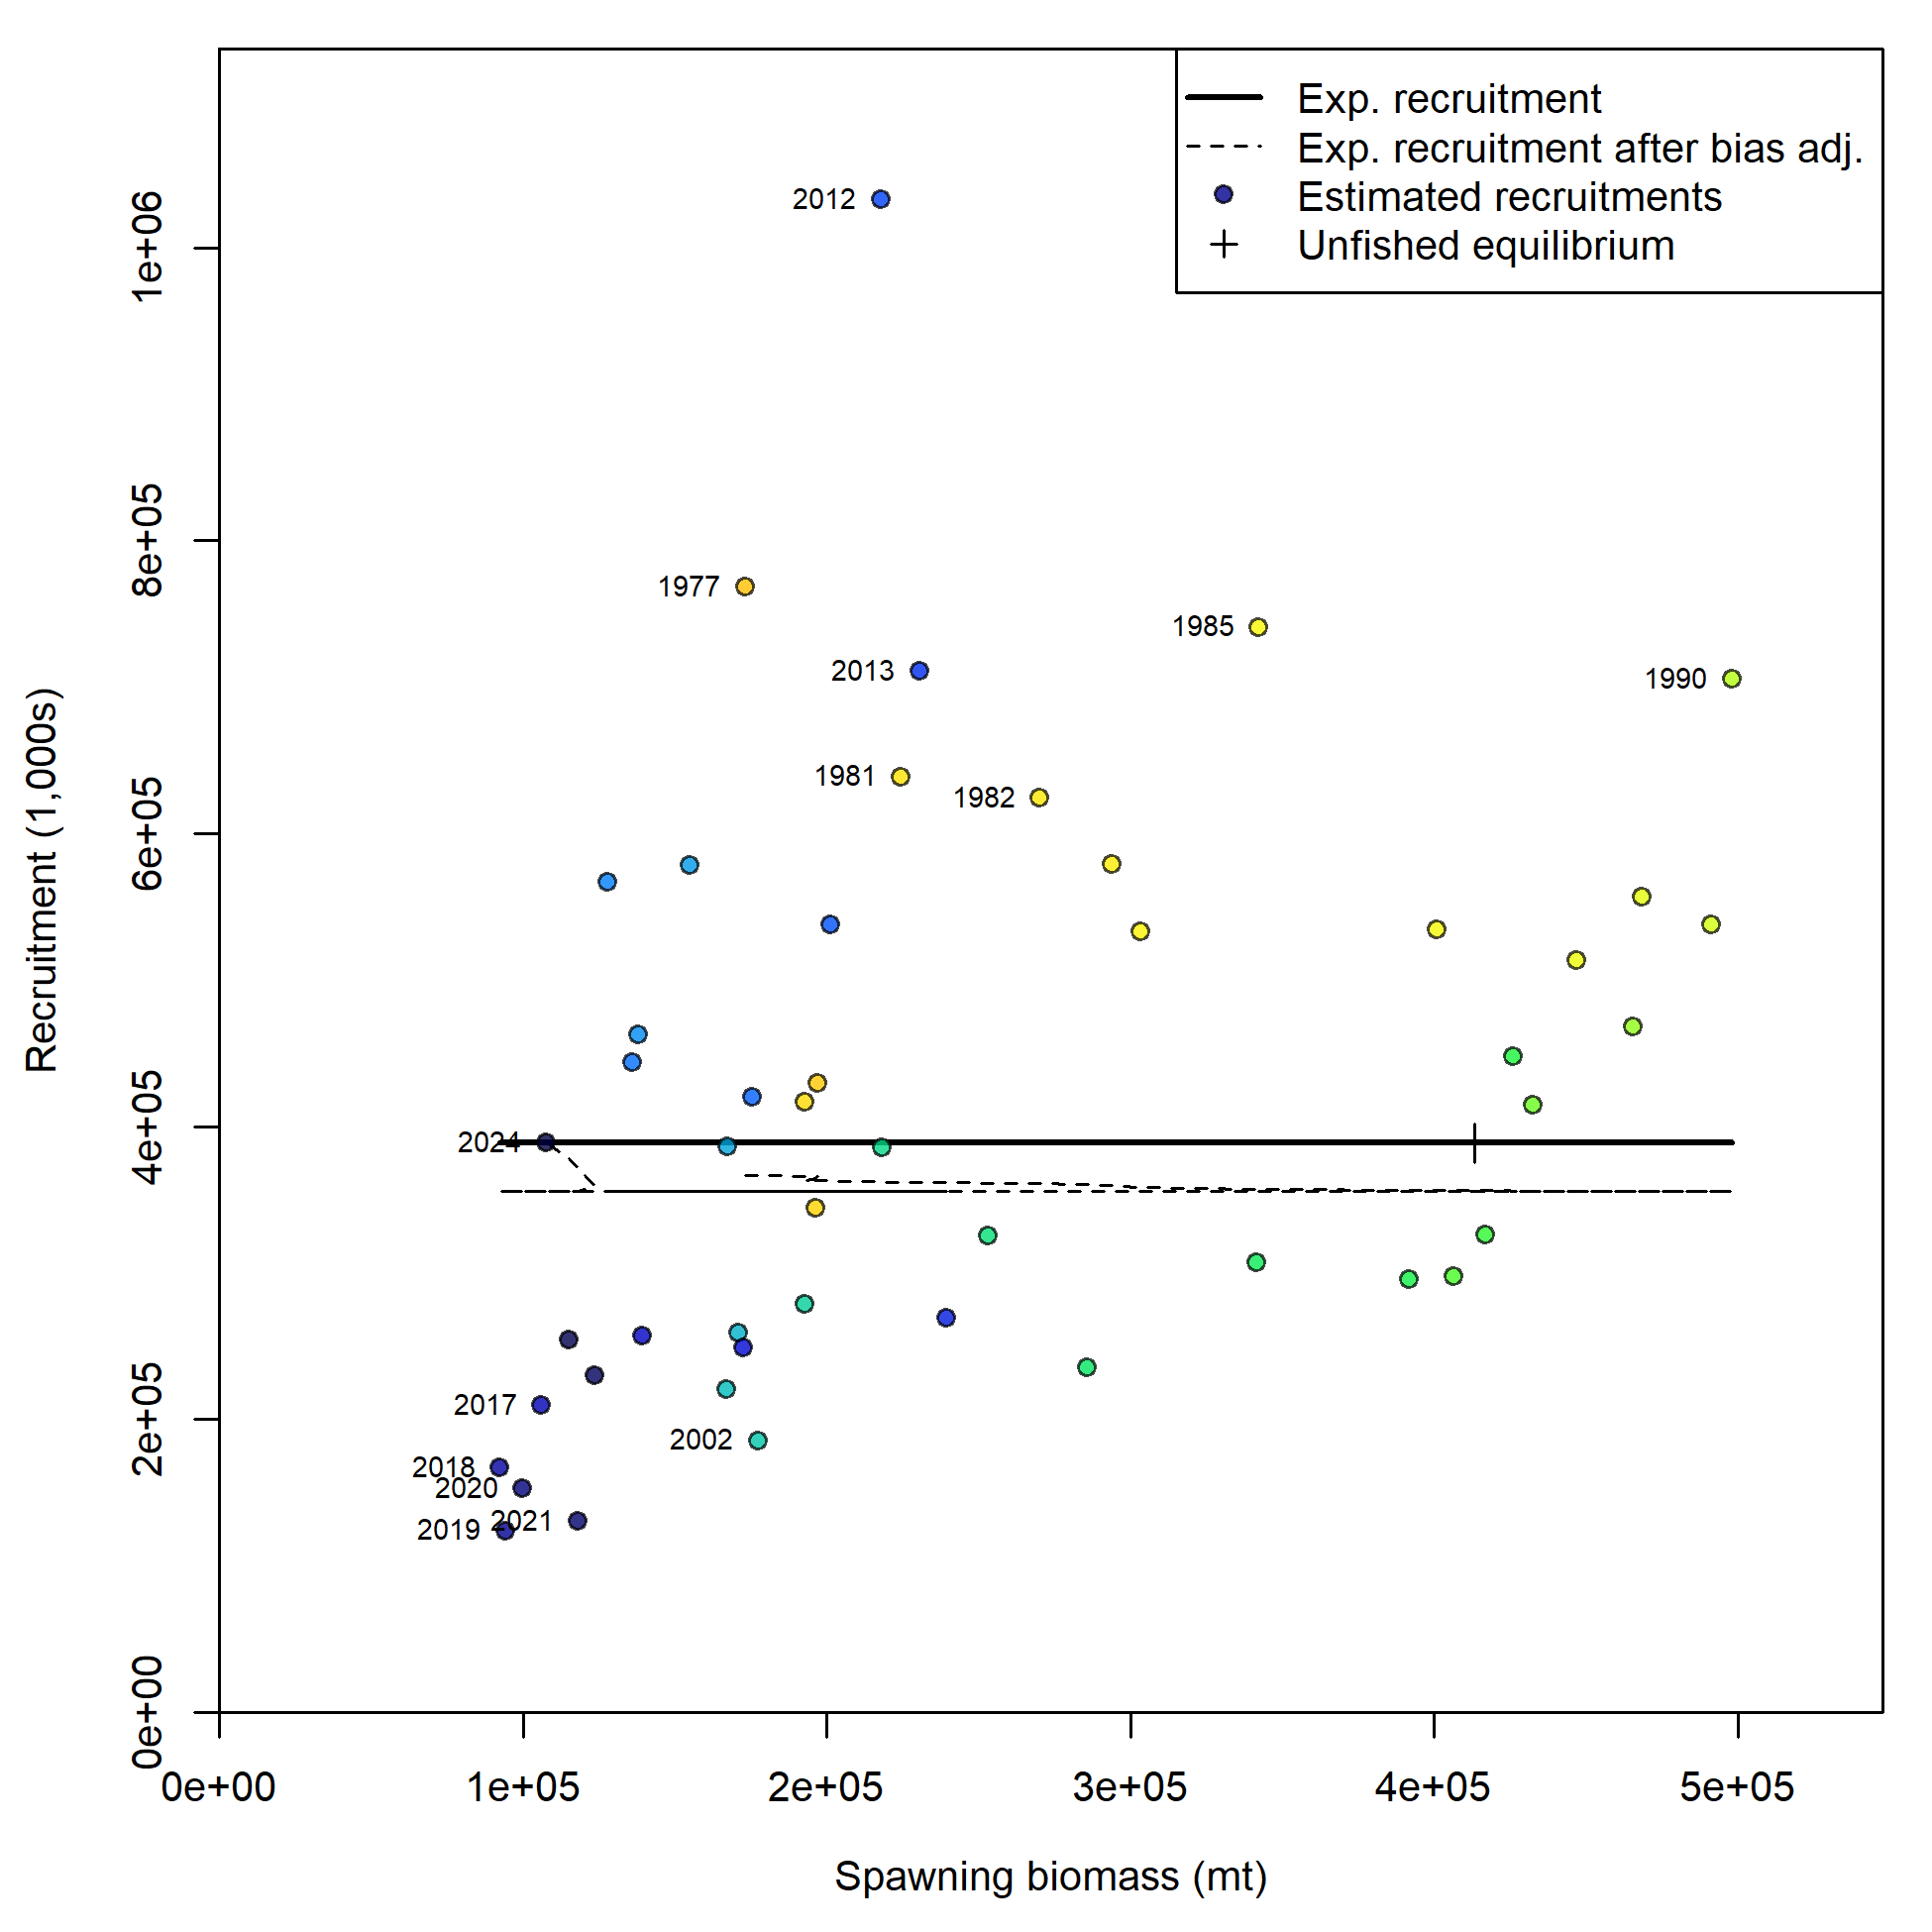 Exp. recruitment
Exp. recruitment after bias adj.
Estimated recruitments
Unfished equilibrium
2012
1977
1985
2013
1990
1981
1982
2024
2017
2002
2018
2020
2021
2019
Recruitment (1,000s)
1e+06
8e+05
6e+05
4e+05
2e+05
0e+00
0e+00 1e+05 2e+05 3e+05 4e+05 5e+05
Spawning biomass (mt)